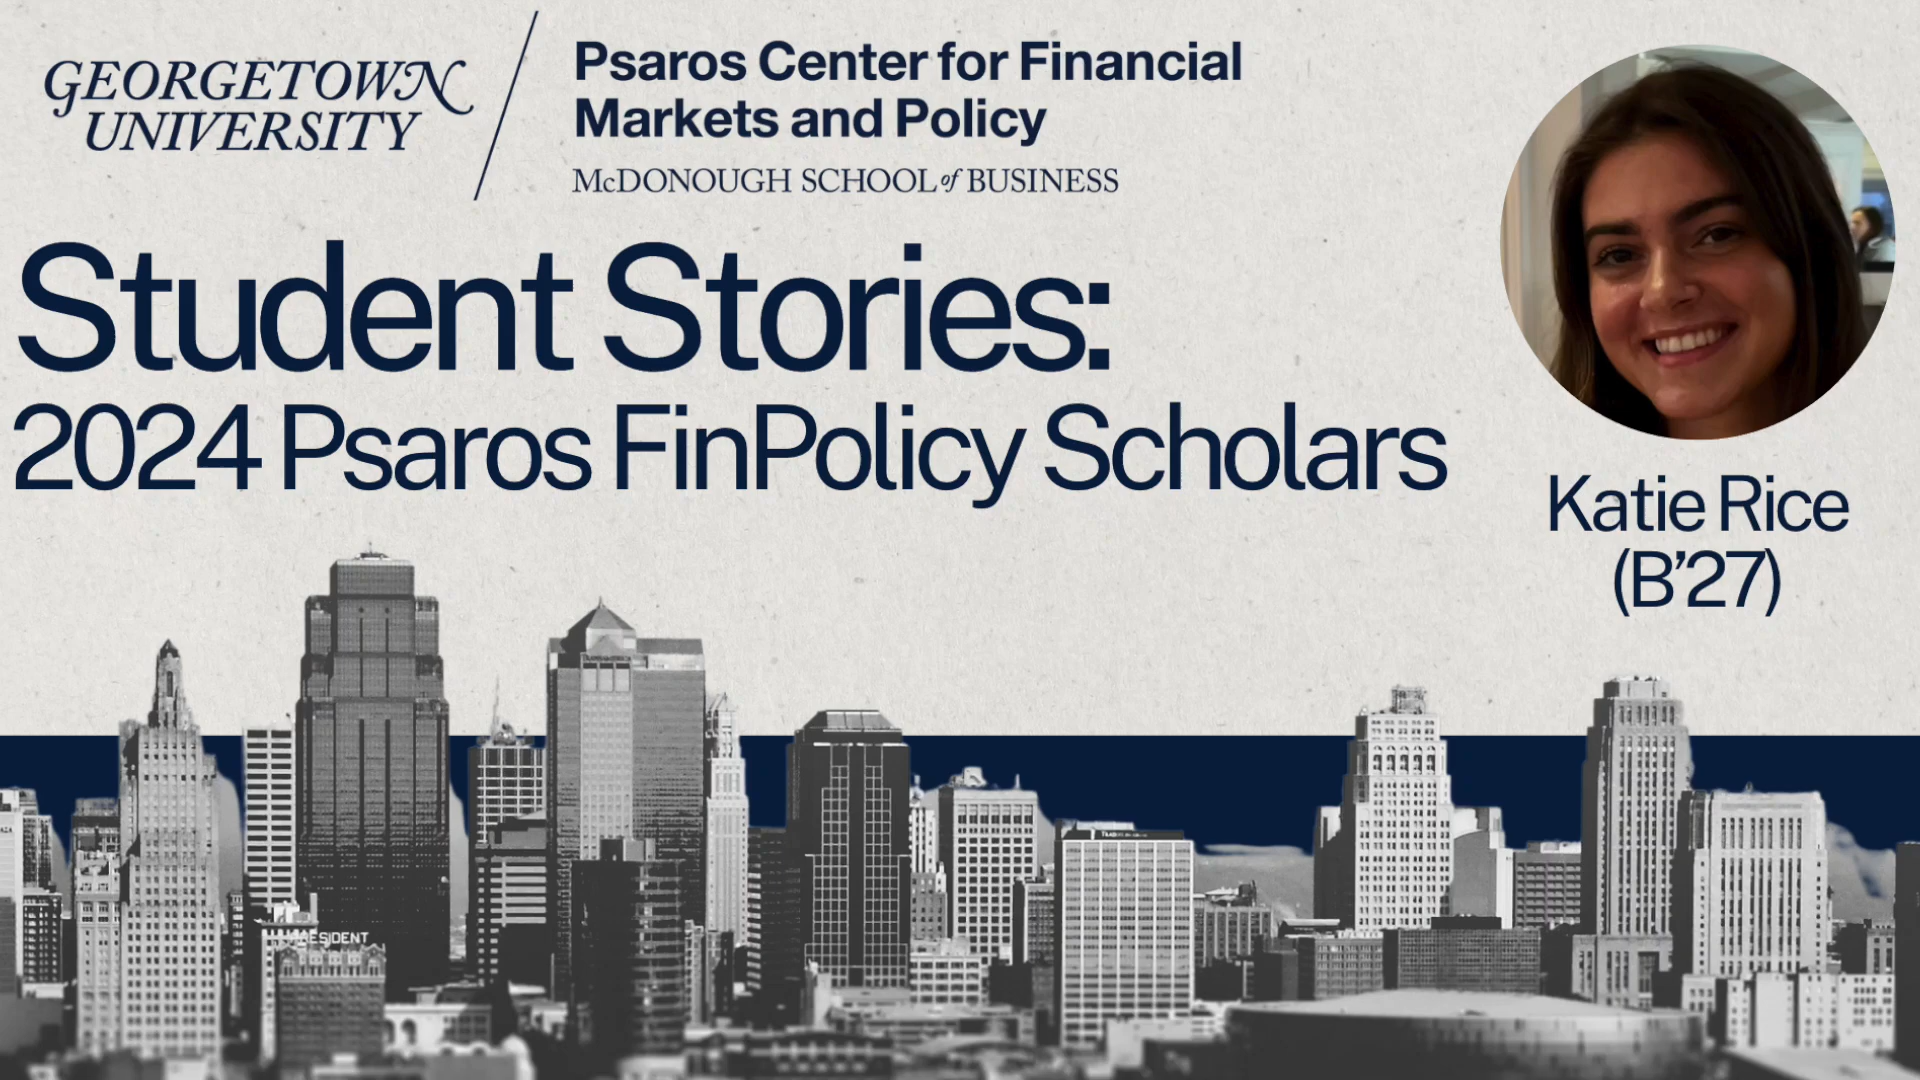 GEORGETOWN
UNIVERSITY
Psaros Center for Financial
Markets and Policy
McDONOUGH SCHOOL of BUSINESS
Student Stories:
2024 Psaros FinPolicy Scholars
Katie Rice
(B'27)
PRESIDENT